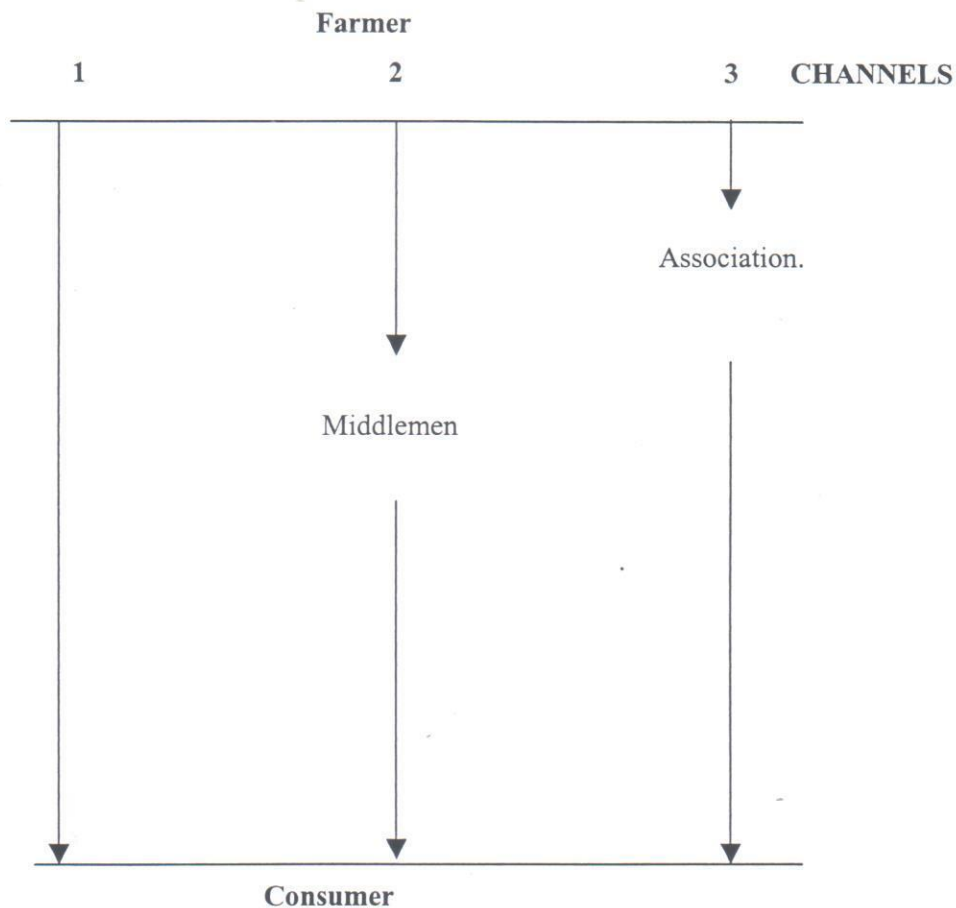 Farmer
1 2 3 CHANNELS
Association.
Middlemen
Consumer